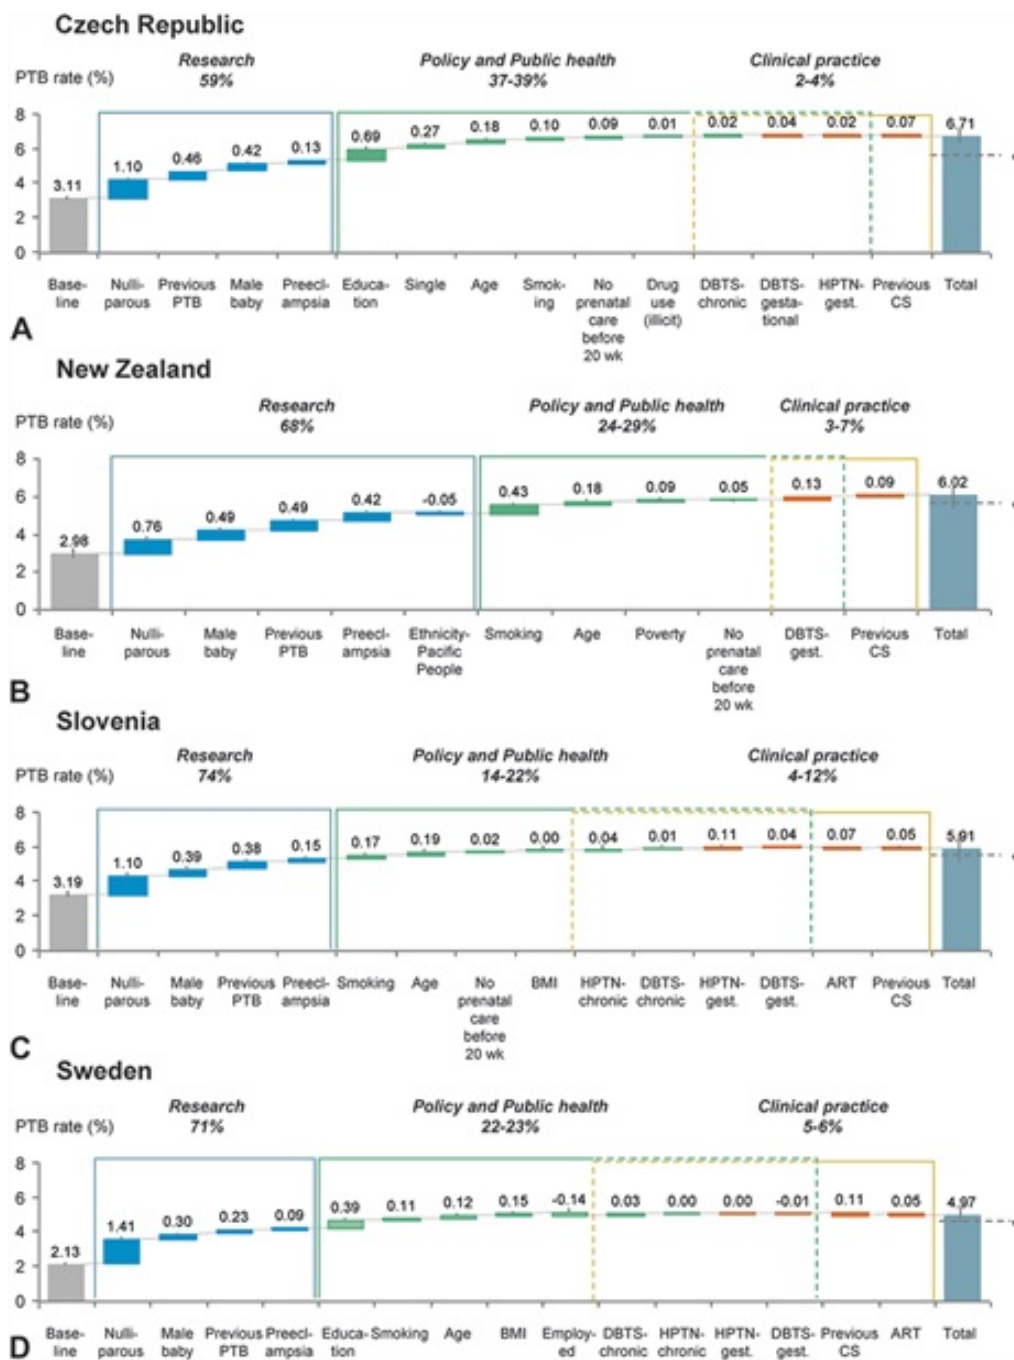 Czech Republic
Research Policy and Public health Clinical practice
PTB rate (%) 59% 37-39% 2-4%
8
6
4
2
0
3.11 1.10 0.46 0.42 0.13 0.69 0.27 0.18 0.10 0.09 0.01 0.02 0.04 0.02 0.07 6.71
Base- Nulli- Previous Male Preecl- Educa- Single Age Smok- No Drug DBTS- DBTS- HPTN- Previous Total
line parous PTB baby ampsia tion ing prenatal use chronic gesta- gest. CS
care (illicit) tional
before
20 wk
A
New Zealand
Research Policy and Public health Clinical practice
PTB rate (%) 68% 24-29% 3-7%
8
6
4
2
0
2.98 0.76 0.49 0.49 0.42 -0.05 0.43 0.18 0.09 0.05 0.13 0.09 6.02
Base- Nulli- Male Previous Preecl- Ethnicity- Smoking Age Poverty No DBTS- Previous Total
line parous baby PTB ampsia Pacific prenatal gest. CS
People care
before
20 wk
B
Slovenia
Research Policy and Public health Clinical practice
PTB rate (%) 74% 14-22% 4-12%
8
6
4
2
0
3.19 1.10 0.39 0.38 0.15 0.17 0.19 0.02 0.00 0.04 0.01 0.11 0.04 0.07 0.05 5.91
Base- Nulli- Male Previous Preecl- Smoking Age No BMI HPTN- DBTS- HPTN- DBTS- ART Previous Total
line parous baby PTB ampsia prenatal chronic chronic gest. gest. CS
care
before
20 wk
C
Sweden
Research Policy and Public health Clinical practice
PTB rate (%) 71% 22-23% 5-6%
8
6
4
2
0
2.13 1.41 0.30 0.23 0.09 0.39 0.11 0.12 0.15 -0.14 0.03 0.00 0.00 -0.01 0.11 0.05 4.97
Base- Nulli- Male Previous Preecl- Educa- Smoking Age BMI Employ- DBTS- HPTN- HPTN- DBTS- Previous ART Total
line parous baby PTB ampsia tion ed chronic chronic gest. gest. CS
D